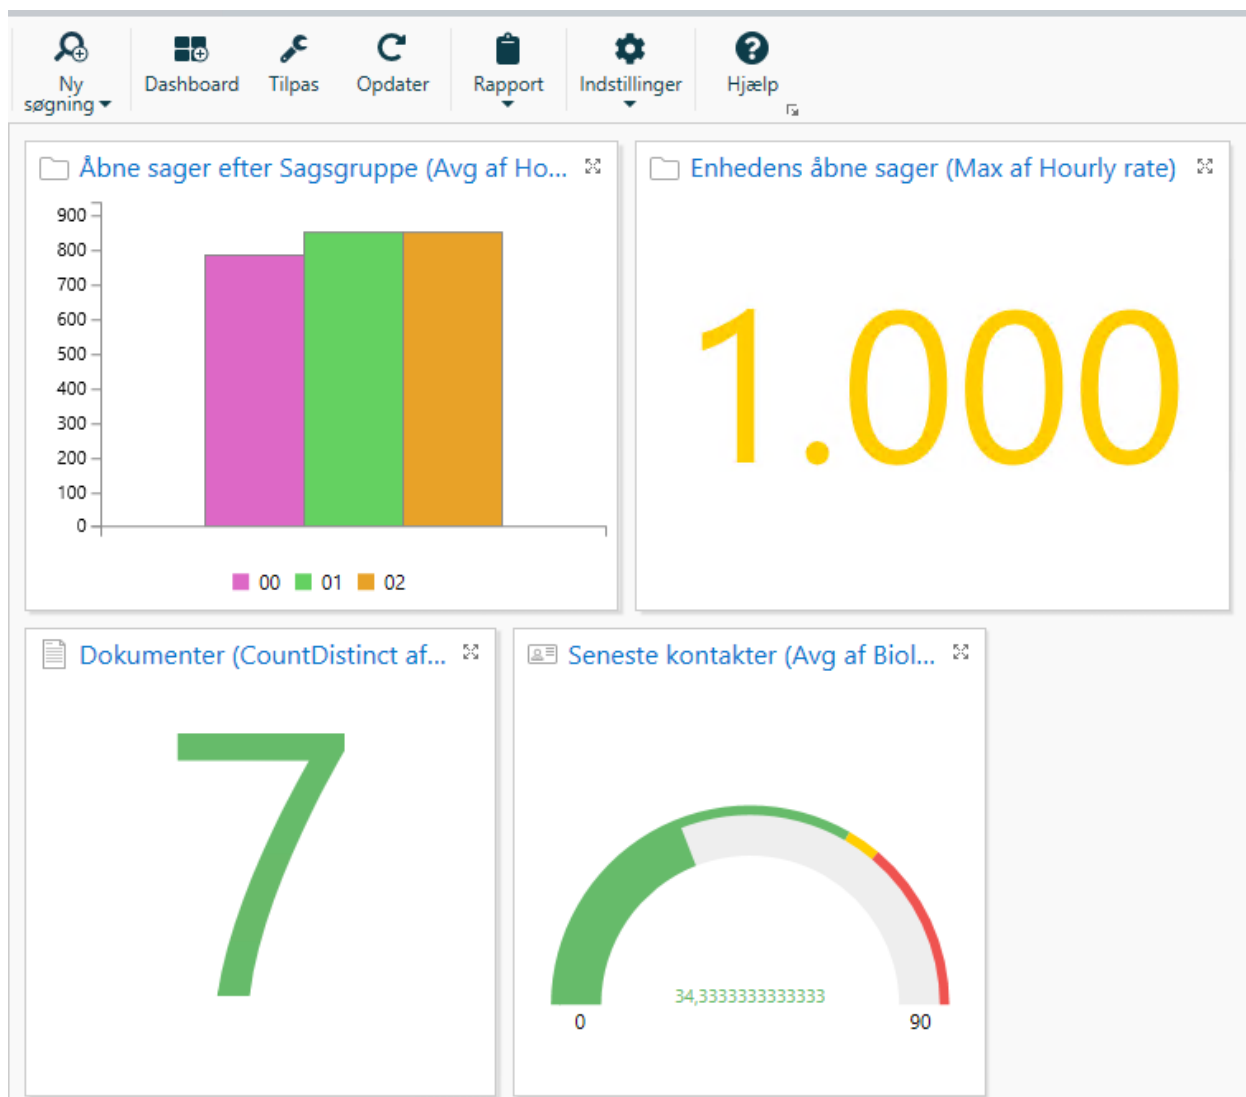 Ny
søgning
Dashboard
Tilpas
Opdater
Rapport
Indstillinger
Hjælp
Åbne sager efter Sagsgruppe (Avg af Ho...
900
800
700
600
500
400
300
200
100
0
00 01 02
Enhedens åbne sager (Max af Hourly rate)
1.000
Dokumenter (CountDistinct af...
7
Seneste kontakter (Avg af Biol...
34,3333333333333
0 90